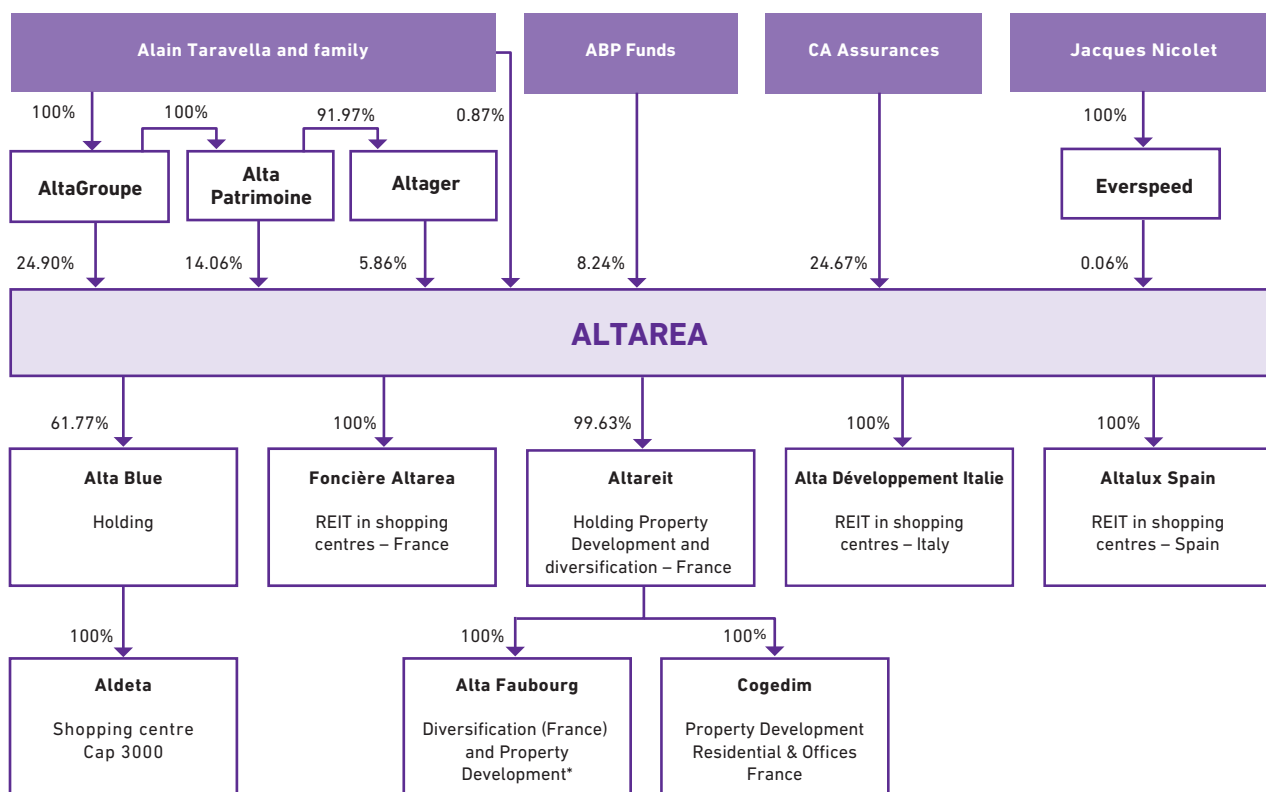 Alain Taravella and family
ABP Funds
CA Assurances
Jacques Nicolet
100%
100%
91.97%
0.87%
100%
AltaGroupe
Alta
Patrimoine
Altager
Everspeed
24.90%
14.06%
5.86%
8.24%
24.67%
0.06%
ALTAREA
61.77%
100%
99.63%
100%
100%
Alta Blue
Holding
Foncière Altarea
REIT in shopping
centres – France
Altareit
Holding Property
Development and
diversification – France
Alta Développement Italie
REIT in shopping
centres – Italy
Altalux Spain
REIT in shopping
centres – Spain
100%
100%
100%
Aldeta
Shopping centre
Cap 3000
Alta Faubourg
Diversification (France)
and Property
Development*
Cogedim
Property Development
Residential & Offices
France